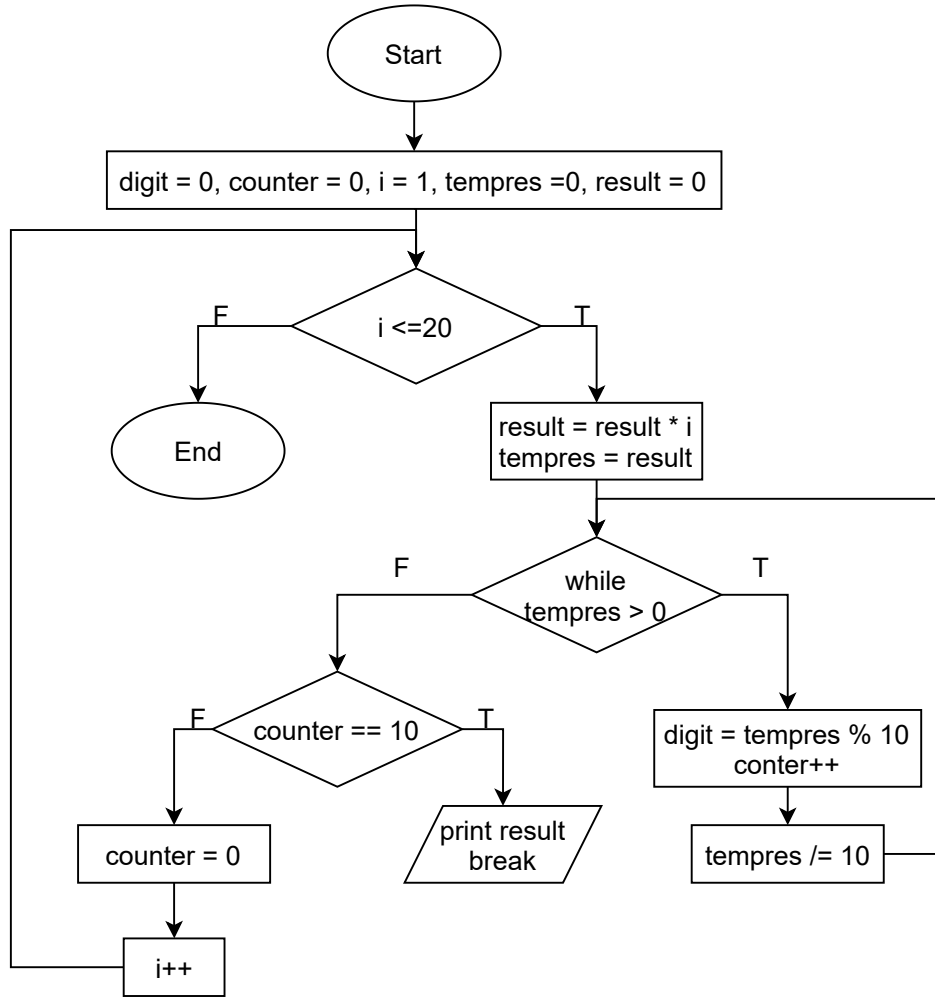 Start
digit = 0, counter = 0, i = 1, tempres =0, result = 0
i <=20
F
T
End
result = result * i
tempres = result
while
tempres > 0
F
T
counter == 10
F
T
digit = tempres % 10
conter++
print result
break
counter = 0
tempres /= 10
i++